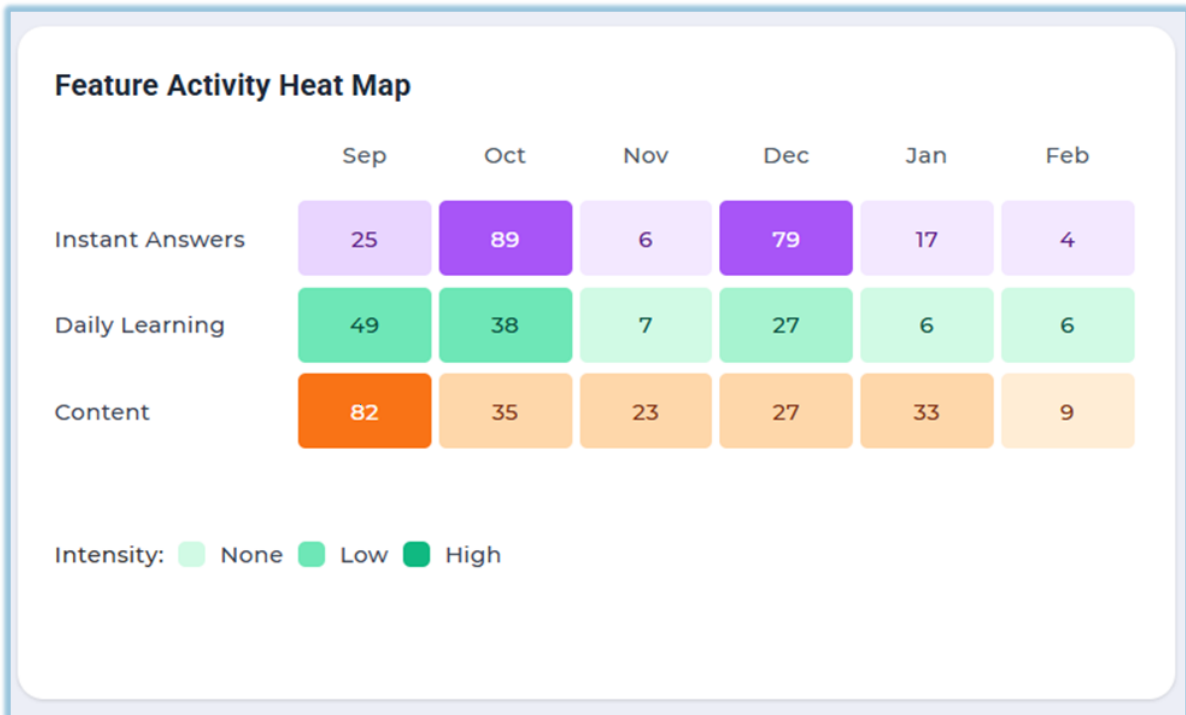 Feature Activity Heat Map
Sep Oct Nov Dec Jan Feb
Instant Answers 25 89 6 79 17 4
Daily Learning 49 38 7 27 6 6
Content 82 35 23 27 33 9
Intensity: None Low High